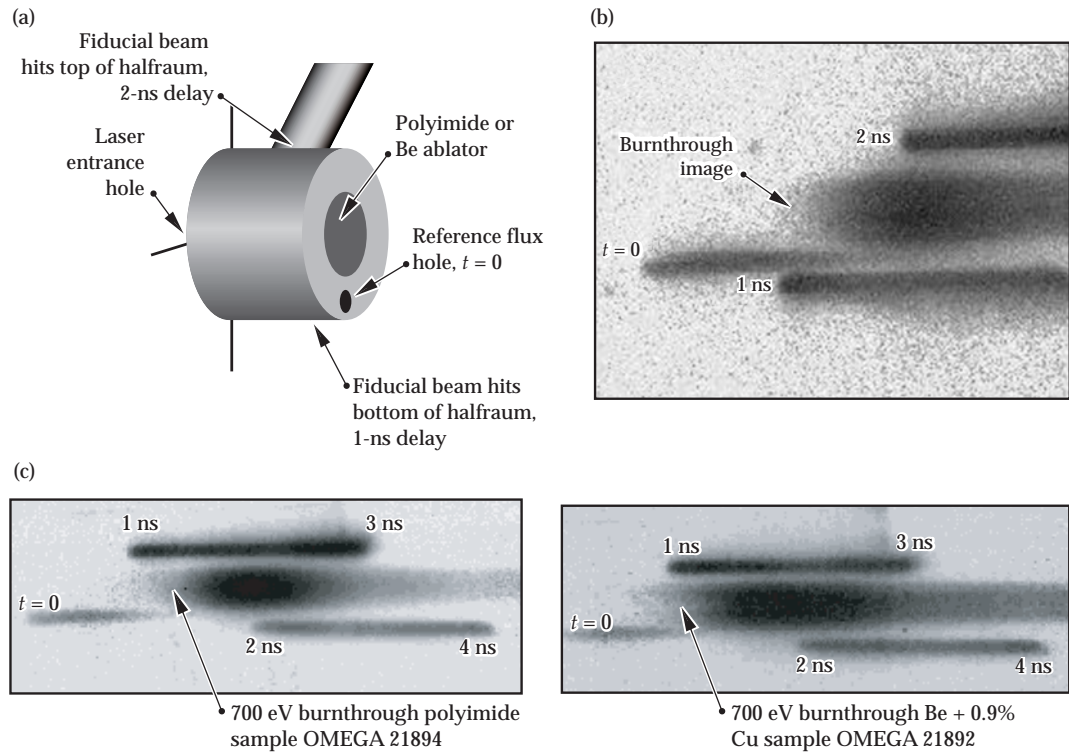 (a)
Fiducial beam
hits top of halfraum,
2-ns delay
Laser
entrance
hole
Polyimide or
Be ablator
Reference flux
hole, t = 0
Fiducial beam hits
bottom of halfraum,
1-ns delay
(b)
2 ns
Burnthrough
image
t = 0
1 ns
(c)
1 ns
3 ns
t = 0
2 ns
4 ns
700 eV burnthrough polyimide
sample OMEGA 21894
1 ns
3 ns
t = 0
2 ns
4 ns
700 eV burnthrough Be + 0.9%
Cu sample OMEGA 21892